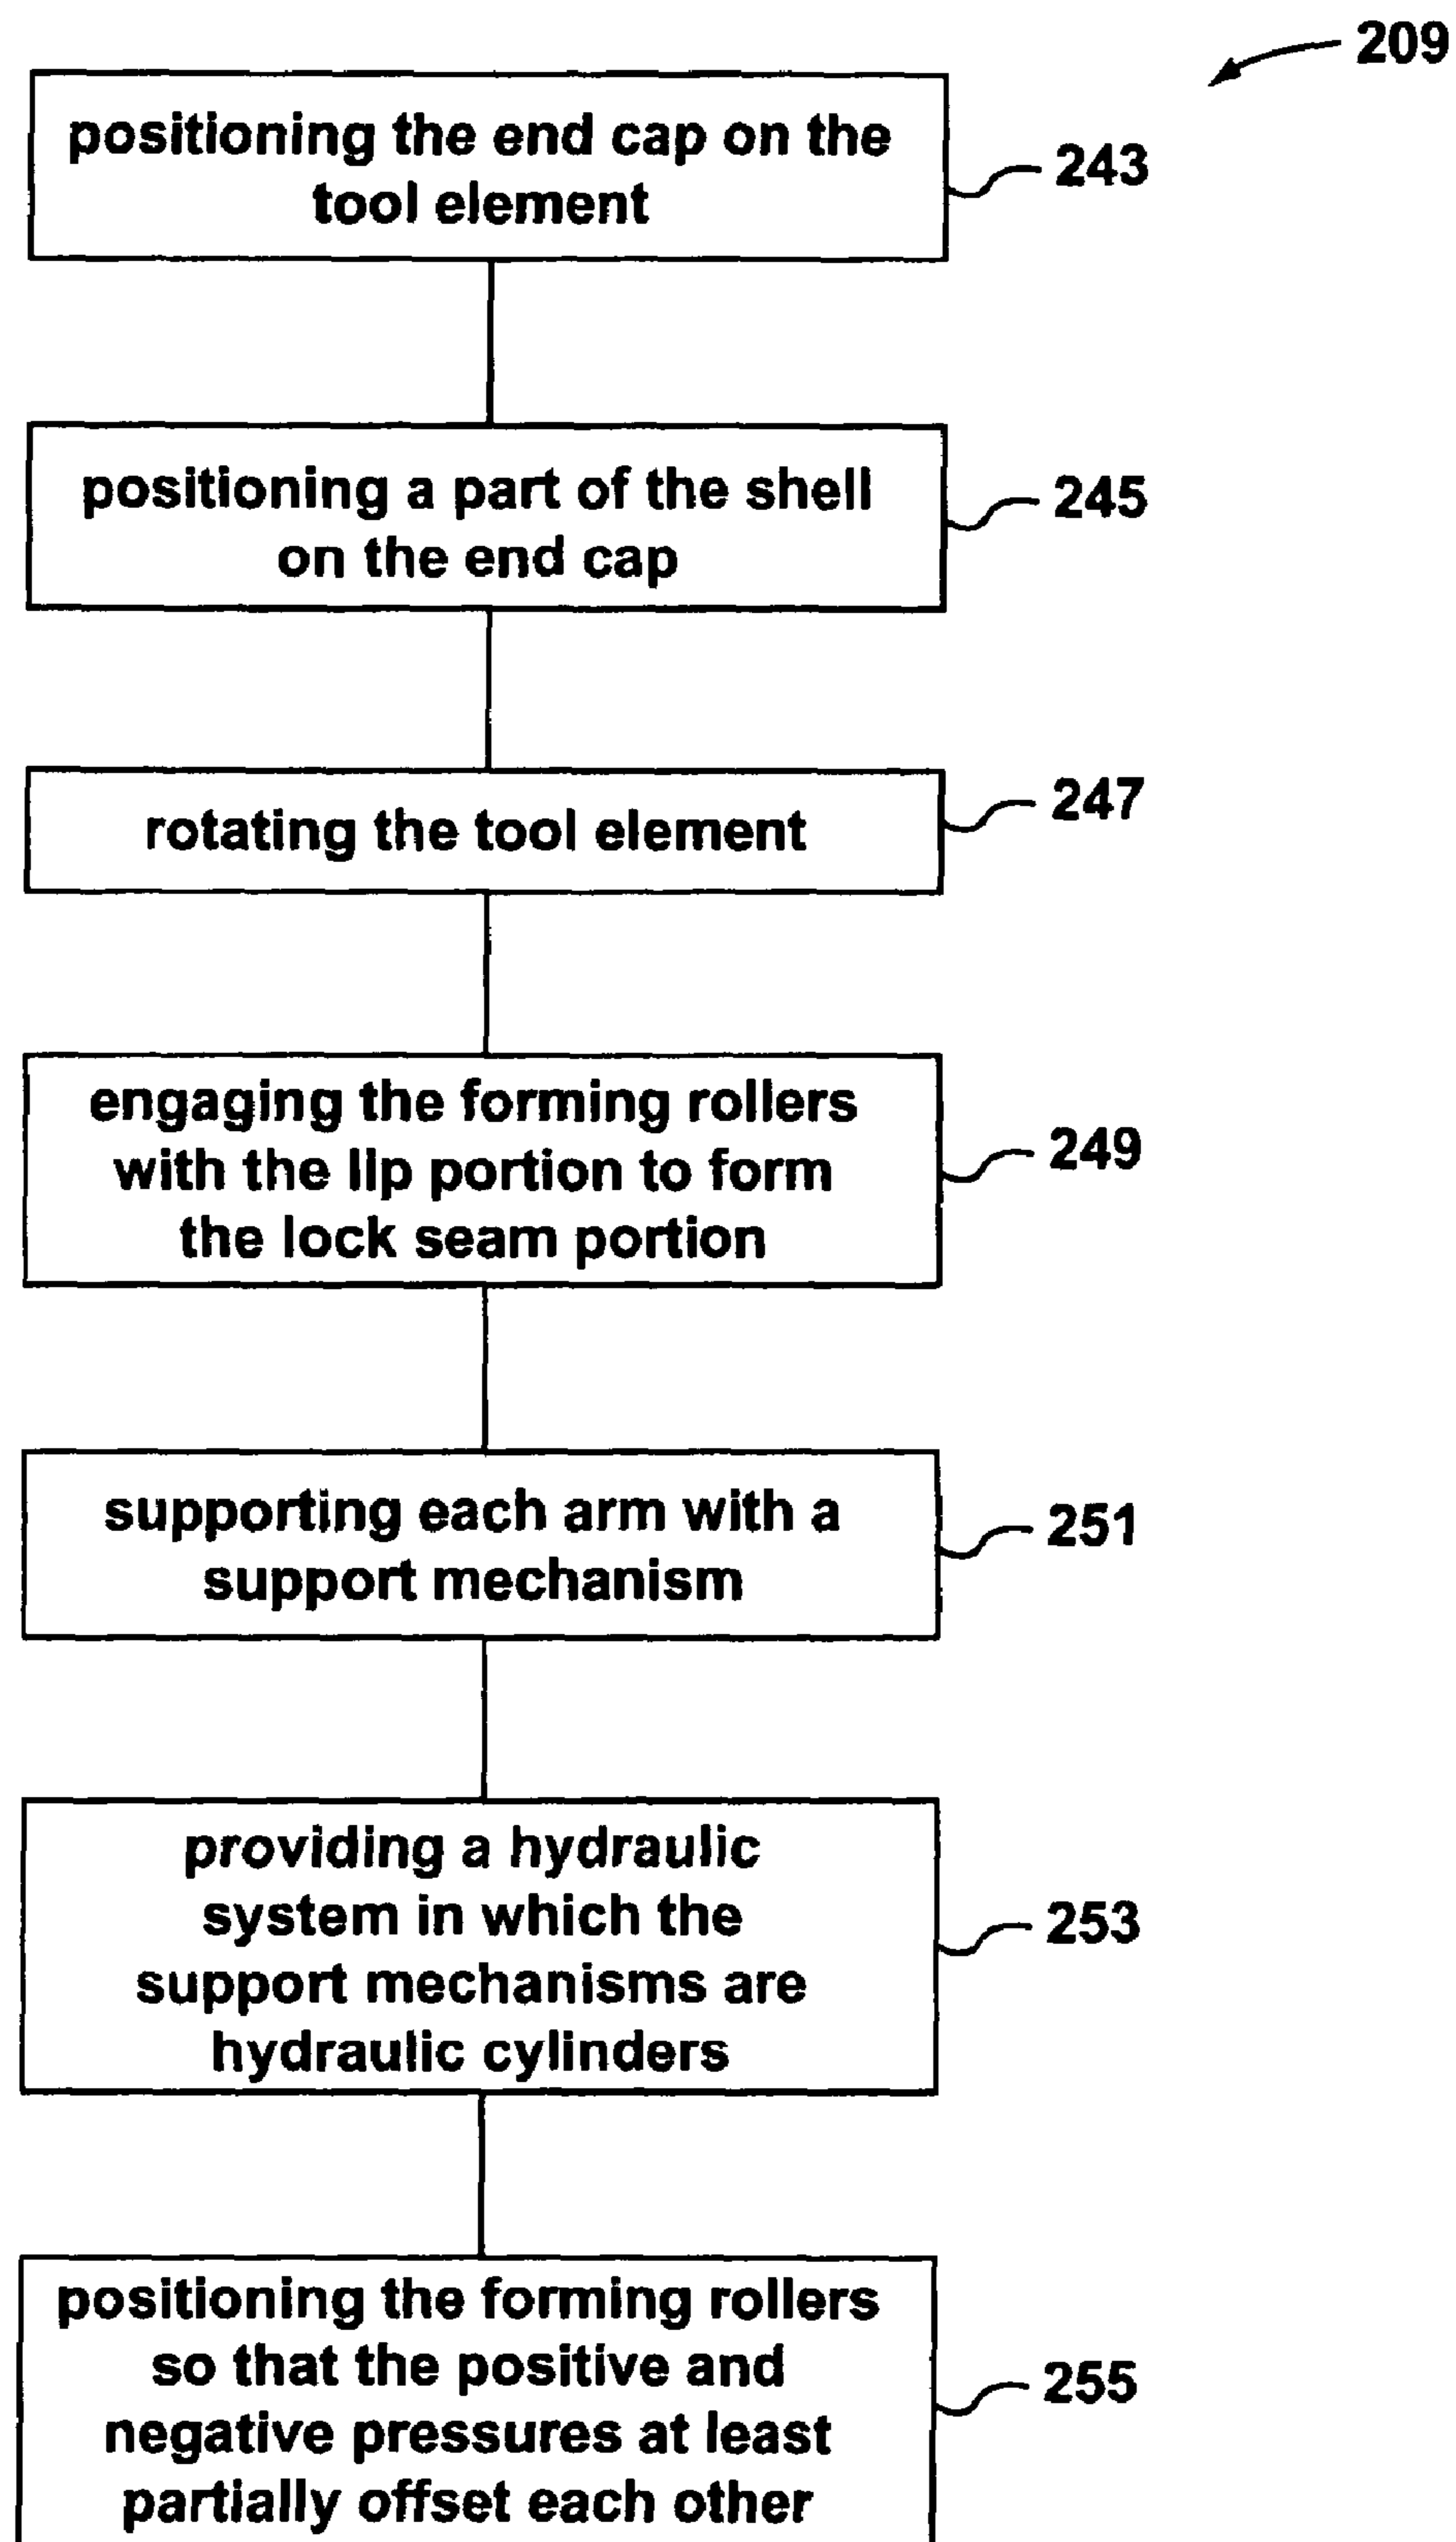 209
positioning the end cap on the
tool element
243
positioning a part of the shell
on the end cap
245
rotating the tool element
247
engaging the forming rollers
with the lip portion to form
the lock seam portion
249
supporting each arm with a
support mechanism
251
providing a hydraulic
system in which the
support mechanisms are
hydraulic cylinders
253
positioning the forming rollers
so that the positive and
negative pressures at least
partially offset each other
255